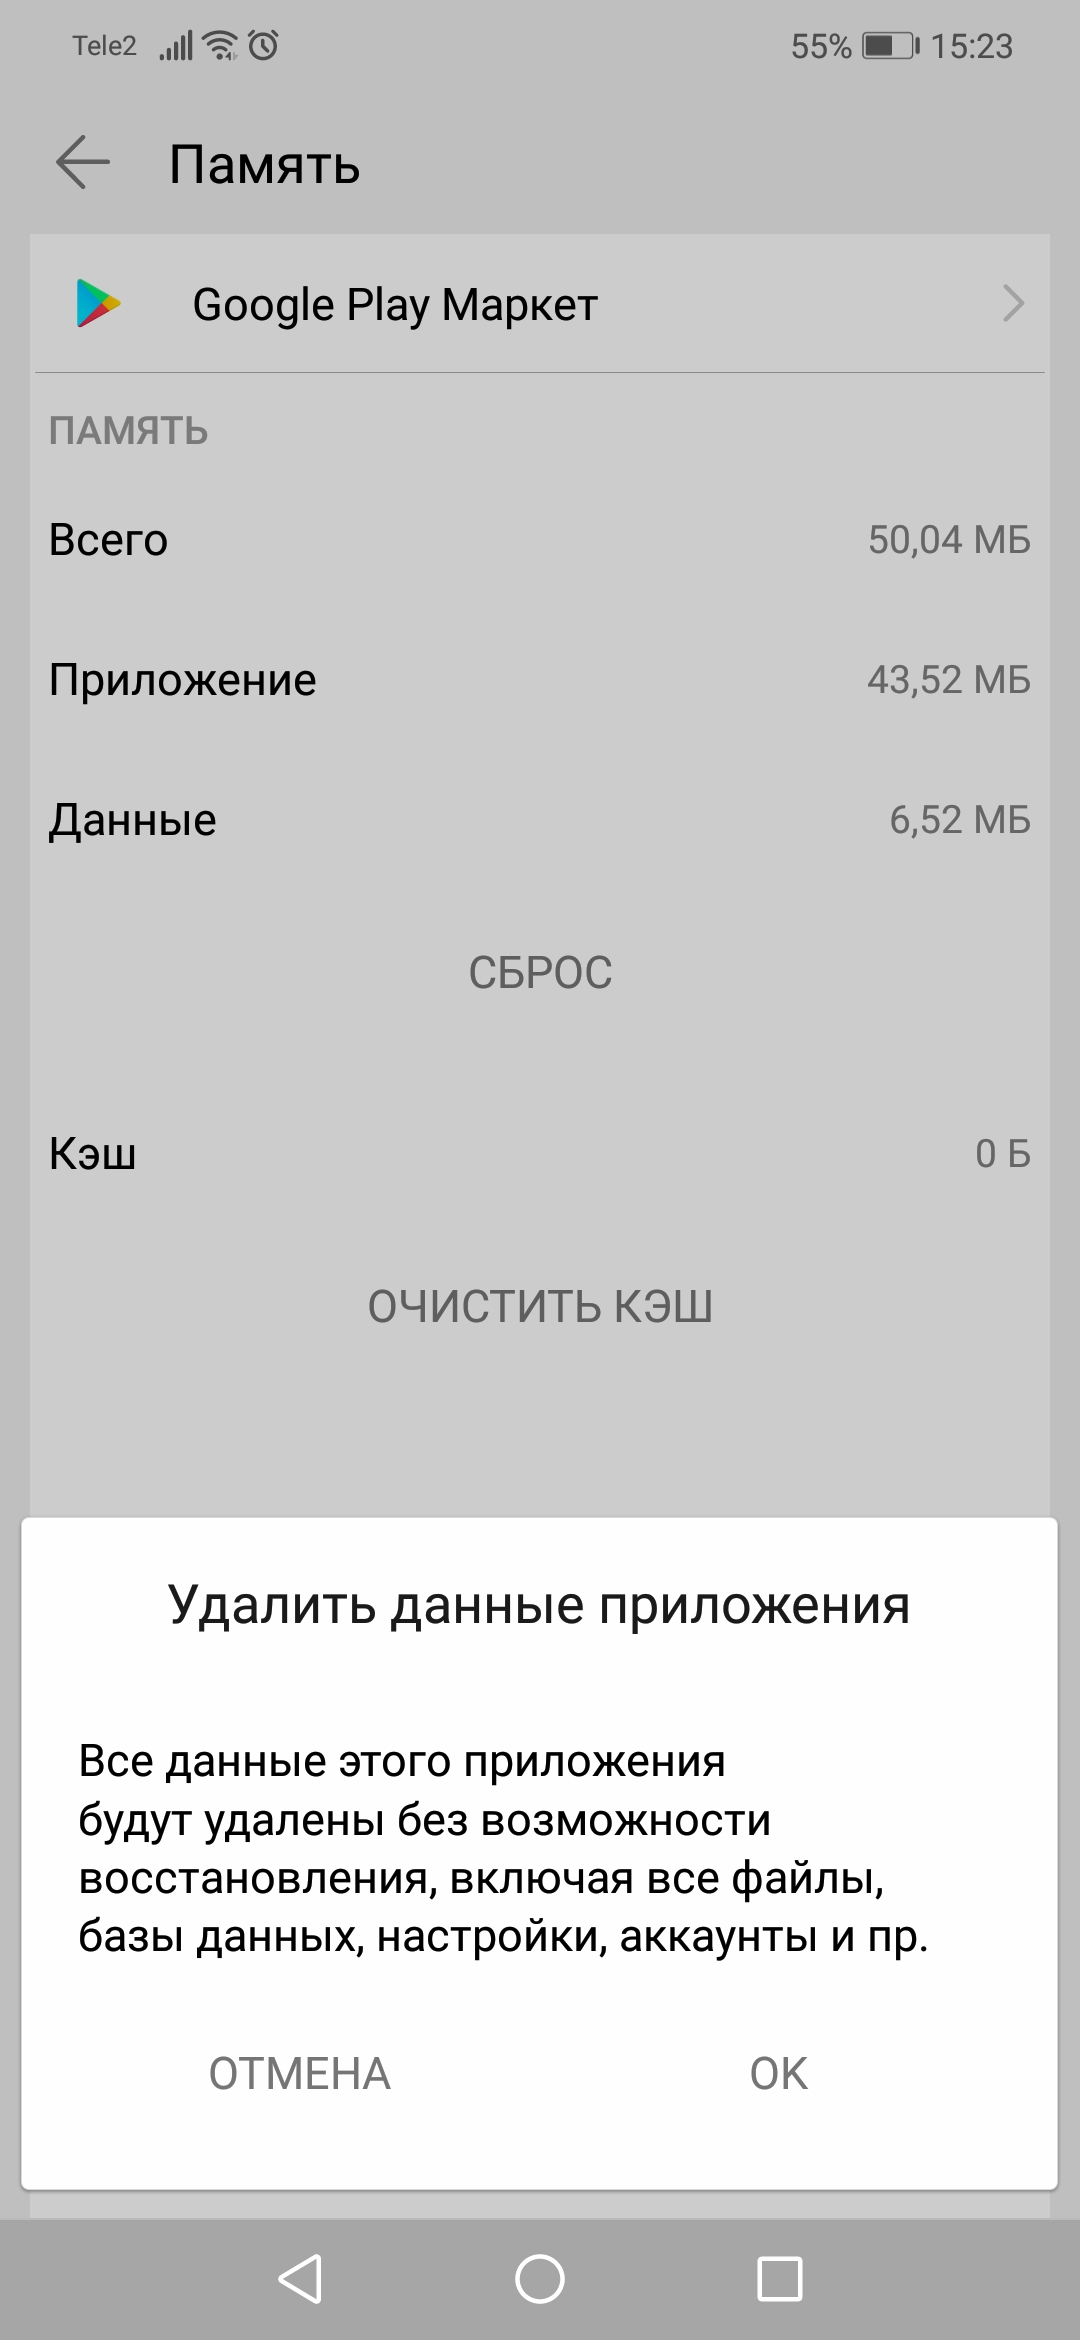 Tele2 55% 15:23
Память
Google Play Маркет
ПАМЯТЬ
Всего 50,04 МБ
Приложение 43,52 МБ
Данные 6,52 МБ
СБРОС
Кэш 0 Б
ОЧИСТИТЬ КЭШ
Удалить данные приложения
Все данные этого приложения
будут удалены без возможности
восстановления, включая все файлы,
базы данных, настройки, аккаунты и пр.
ОТМЕНА OK